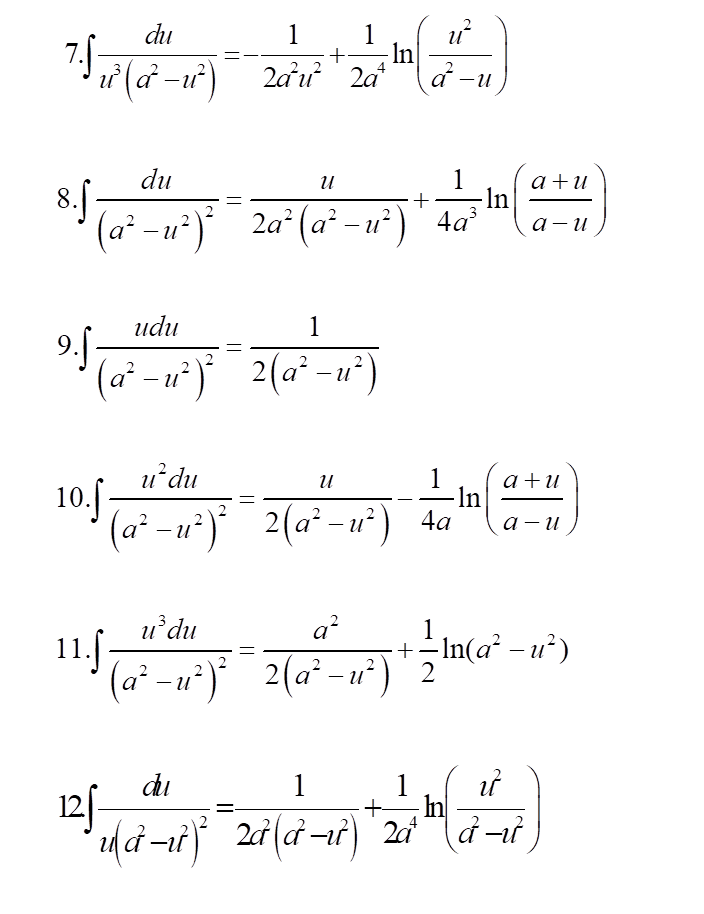 7.∫ du / (u³(a² − u²)) = − 1/(2a²u²) + 1/(2a⁴) ln(u² / (a² − u))
8.∫ du / (a² − u²)² = u / (2a²(a² − u²)) + 1/(4a³) ln((a + u) / (a − u))
9.∫ udu / (a² − u²)² = 1 / (2(a² − u²))
10.∫ u²du / (a² − u²)² = u / (2(a² − u²)) − 1/(4a) ln((a + u) / (a − u))
11.∫ u³du / (a² − u²)² = a² / (2(a² − u²)) + 1/2 ln(a² − u²)
12∫ du / (u(a² − u²)²) = 1 / (2a²(a² − u²)) + 1/(2a⁴) ln(u² / (a² − u²))